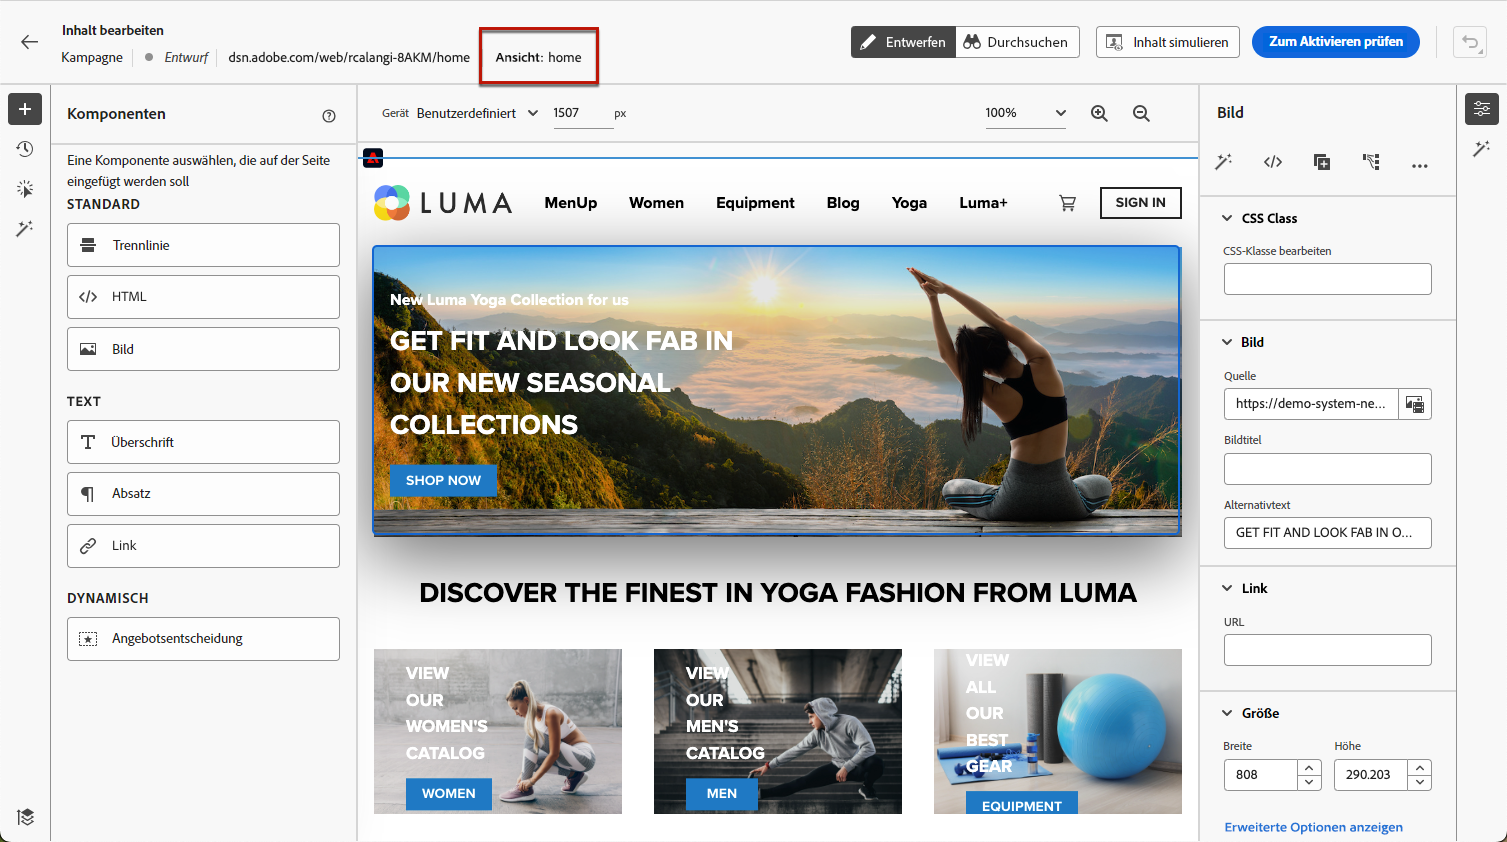 Inhalt bearbeiten
Kampagne Entwurf dsn.adobe.com/web/rcalangi-8AKM/home Ansicht: home
Entwerfen Durchsuchen Inhalt simulieren Zum Aktivieren prüfen
Komponenten
Eine Komponente auswählen, die auf der Seite
eingefügt werden soll
STANDARD
Trennlinie
HTML
Bild
TEXT
Überschrift
Absatz
Link
DYNAMISCH
Angebotsentscheidung
Gerät Benutzerdefiniert 1507 px 100%
LUMA MenUp Women Equipment Blog Yoga Luma+ SIGN IN
New Luma Yoga Collection for us
GET FIT AND LOOK FAB IN
OUR NEW SEASONAL
COLLECTIONS
SHOP NOW
DISCOVER THE FINEST IN YOGA FASHION FROM LUMA
VIEW
OUR
WOMEN'S
CATALOG
WOMEN
VIEW
OUR
MEN'S
CATALOG
MEN
VIEW
ALL
OUR
BEST
GEAR
EQUIPMENT
Bild
CSS Class
CSS-Klasse bearbeiten
Bild
Quelle
https://demo-system-ne...
Bildtitel
Alternativtext
GET FIT AND LOOK FAB IN O...
Link
URL
Größe
Breite Höhe
808 290.203
Erweiterte Optionen anzeigen